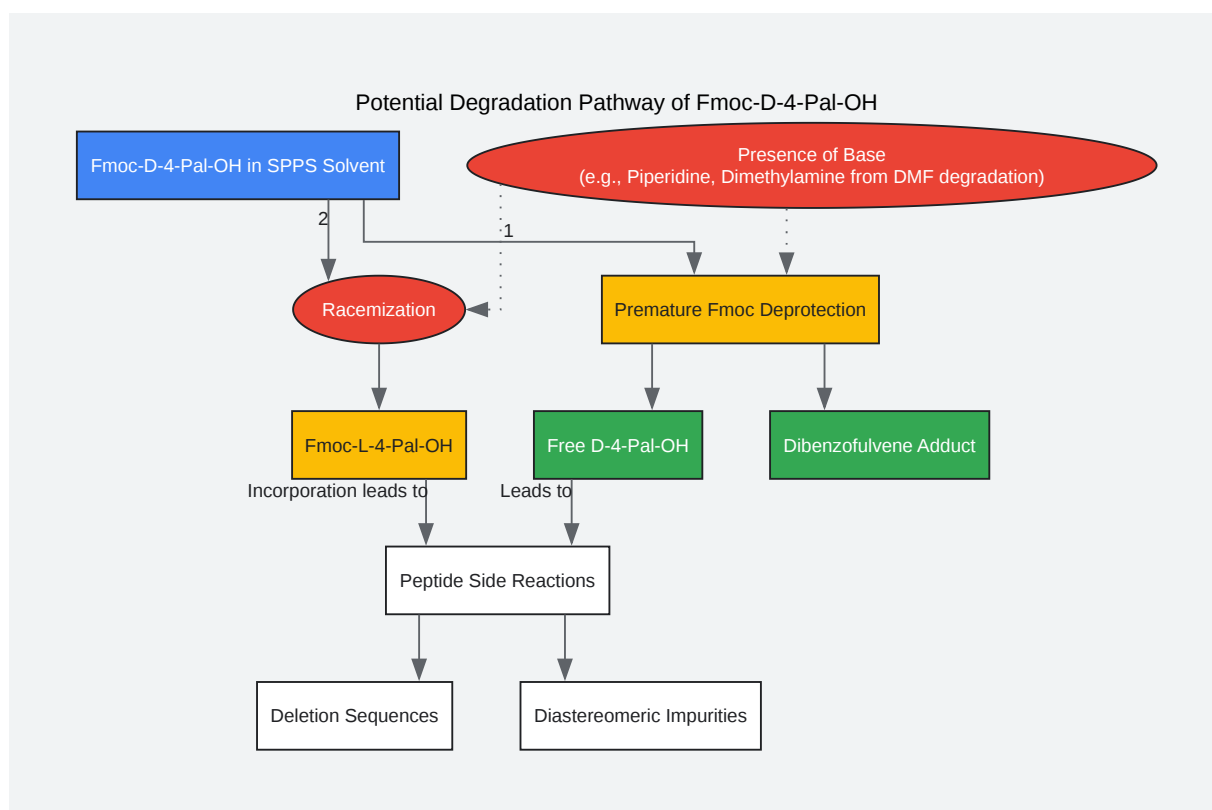 Potential Degradation Pathway of Fmoc-D-4-Pal-OH
Fmoc-D-4-Pal-OH in SPPS Solvent
Presence of Base
(e.g., Piperidine, Dimethylamine from DMF degradation)
2
1
Racemization
Premature Fmoc Deprotection
Fmoc-L-4-Pal-OH
Free D-4-Pal-OH
Dibenzofulvene Adduct
Incorporation leads to
Leads to
Peptide Side Reactions
Deletion Sequences
Diastereomeric Impurities